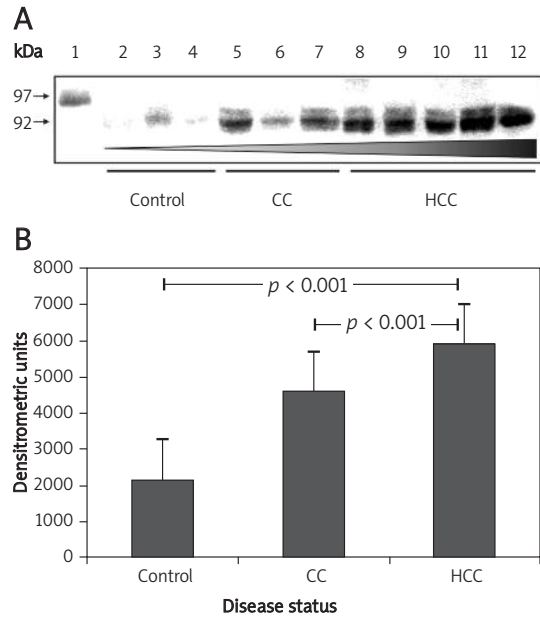 A
kDa 1 2 3 4 5 6 7 8 9 10 11 12
97→
92→
Control CC HCC
B
8000
7000
6000
5000
4000
3000
2000
1000
0
p < 0.001
p < 0.001
Densitrometric units
Control CC HCC
Disease status